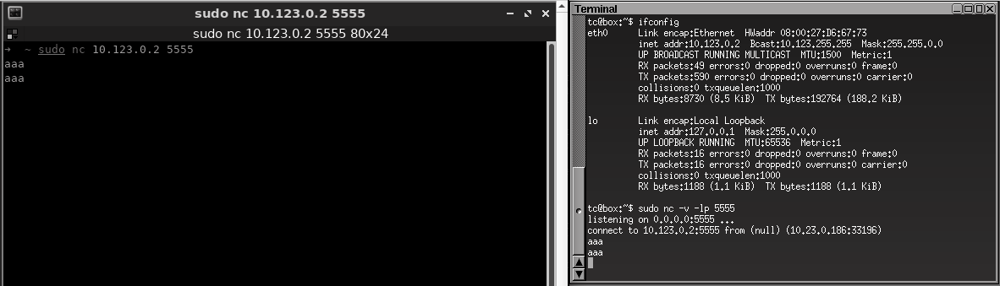 sudo nc 10.123.0.2 5555
sudo nc 10.123.0.2 5555 80x24
➜  ~ sudo nc 10.123.0.2 5555
aaa
aaa
Terminal
tc@box:~$ ifconfig
eth0      Link encap:Ethernet  HWaddr 08:00:27:D6:67:73
          inet addr:10.123.0.2  Bcast:10.123.255.255  Mask:255.255.0.0
          UP BROADCAST RUNNING MULTICAST  MTU:1500  Metric:1
          RX packets:49 errors:0 dropped:0 overruns:0 frame:0
          TX packets:590 errors:0 dropped:0 overruns:0 carrier:0
          collisions:0 txqueuelen:1000
          RX bytes:8730 (8.5 KiB)  TX bytes:192764 (188.2 KiB)
lo        Link encap:Local Loopback
          inet addr:127.0.0.1  Mask:255.0.0.0
          UP LOOPBACK RUNNING  MTU:65536  Metric:1
          RX packets:16 errors:0 dropped:0 overruns:0 frame:0
          TX packets:16 errors:0 dropped:0 overruns:0 carrier:0
          collisions:0 txqueuelen:1000
          RX bytes:1188 (1.1 KiB)  TX bytes:1188 (1.1 KiB)
tc@box:~$ sudo nc -v -lp 5555
listening on 0.0.0.0:5555 ...
connect to 10.123.0.2:5555 from (null) (10.23.0.186:33196)
aaa
aaa